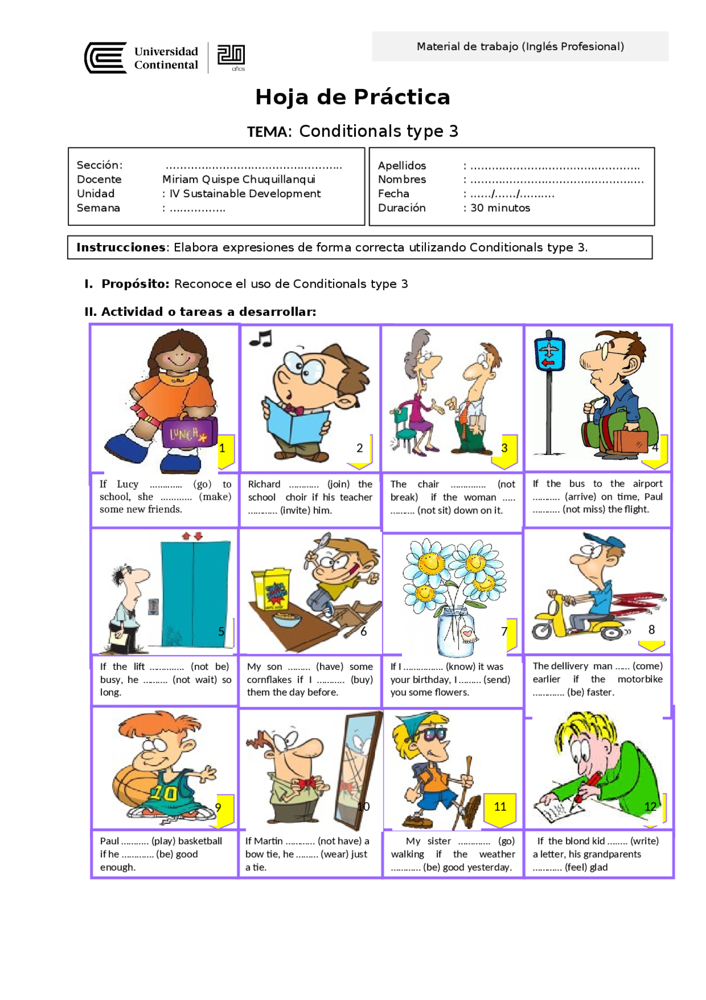 Universidad
Continental
20
años
Material de trabajo (Inglés Profesional)
Hoja de Práctica
TEMA: Conditionals type 3
Sección: ..................................................
Docente Miriam Quispe Chuquillanqui
Unidad : IV Sustainable Development
Semana : ................
Apellidos : ................................................
Nombres : .................................................
Fecha : ....../....../..........
Duración : 30 minutos
Instrucciones: Elabora expresiones de forma correcta utilizando Conditionals type 3.
I. Propósito: Reconoce el uso de Conditionals type 3
II. Actividad o tareas a desarrollar:
LUNCH
1
2
3
4
If Lucy ............. (go) to
school, she ............ (make)
some new friends.
Richard ............ (join) the
school choir if his teacher
............ (invite) him.
The chair .............. (not
break) if the woman .....
.......... (not sit) down on it.
If the bus to the airport
........... (arrive) on time, Paul
........... (not miss) the flight.
5
6
7
8
If the lift .............. (not be)
busy, he .......... (not wait) so
long.
My son ......... (have) some
cornflakes if I ........... (buy)
them the day before.
If I ................ (know) it was
your birthday, I ......... (send)
you some flowers.
The dellivery man ...... (come)
earlier if the motorbike
............. (be) faster.
10
9
10
11
12
Paul ........... (play) basketball
if he ............. (be) good
enough.
If Martin ............ (not have) a
bow tie, he ......... (wear) just
a tie.
My sister ............. (go)
walking if the weather
............ (be) good yesterday.
If the blond kid ........ (write)
a letter, his grandparents
............ (feel) glad